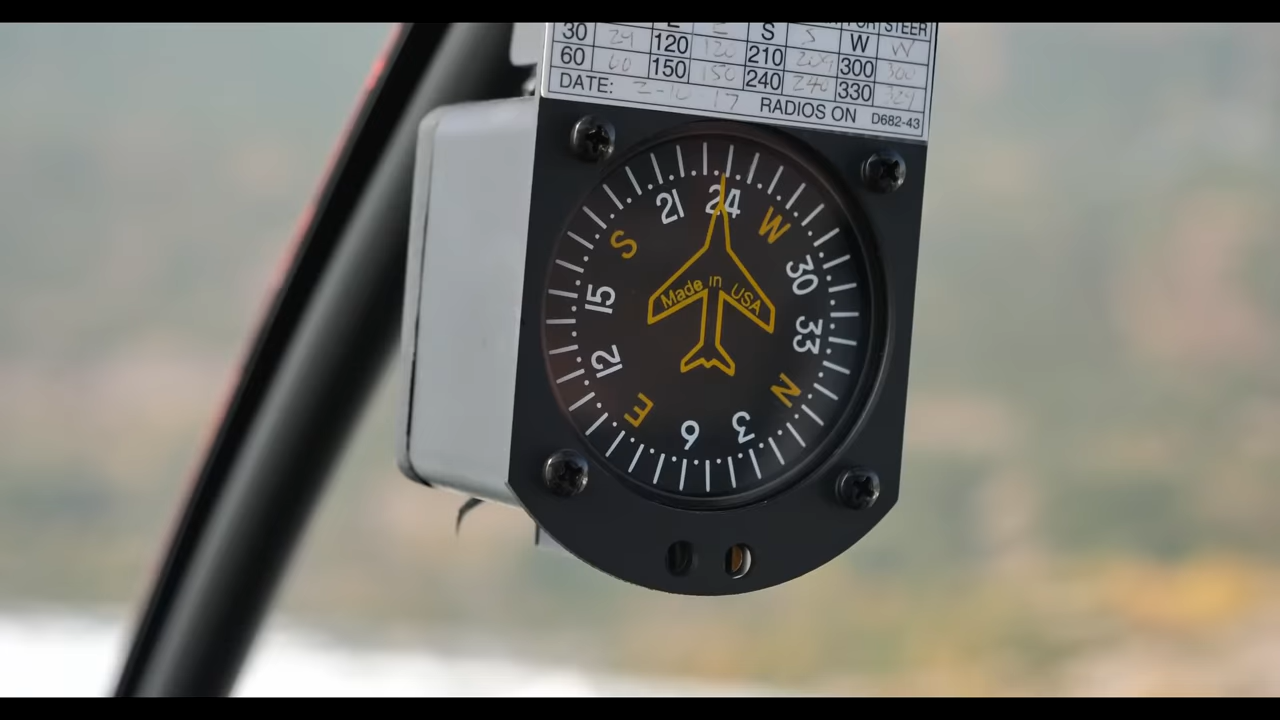 30 29 E E S S W W
60 60 120 120 210 209 300 300
DATE: 2-10 17 150 150 240 240 330 329
RADIOS ON D682-43
21 24 W
S 30
Made in USA
15 33
12 N
E 6 3